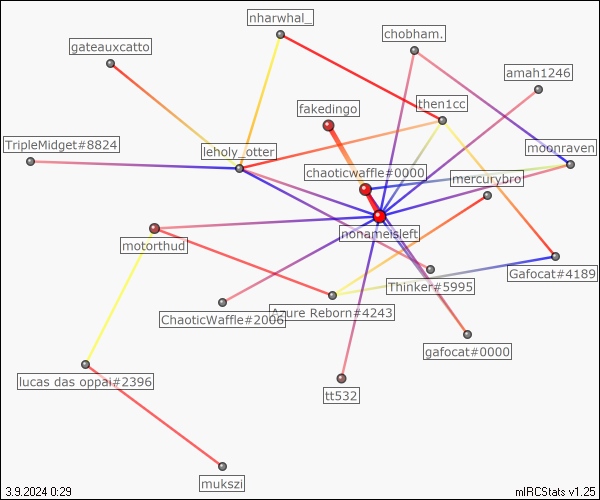 nharwhal_
chobham.
gateauxcatto
amah1246
fakedingo
then1cc
TripleMidget#8824
leholy_otter
moonraven
chaoticwaffle#0000
mercurybro
nonameisleft
motorthud
Gafocat#4189
Thinker#5995
ChaoticWaffle#2006
Azure Reborn#4243
gafocat#0000
lucas das oppai#2396
tt532
mukszi
3.9.2024 0:29
mIRCStats v1.25